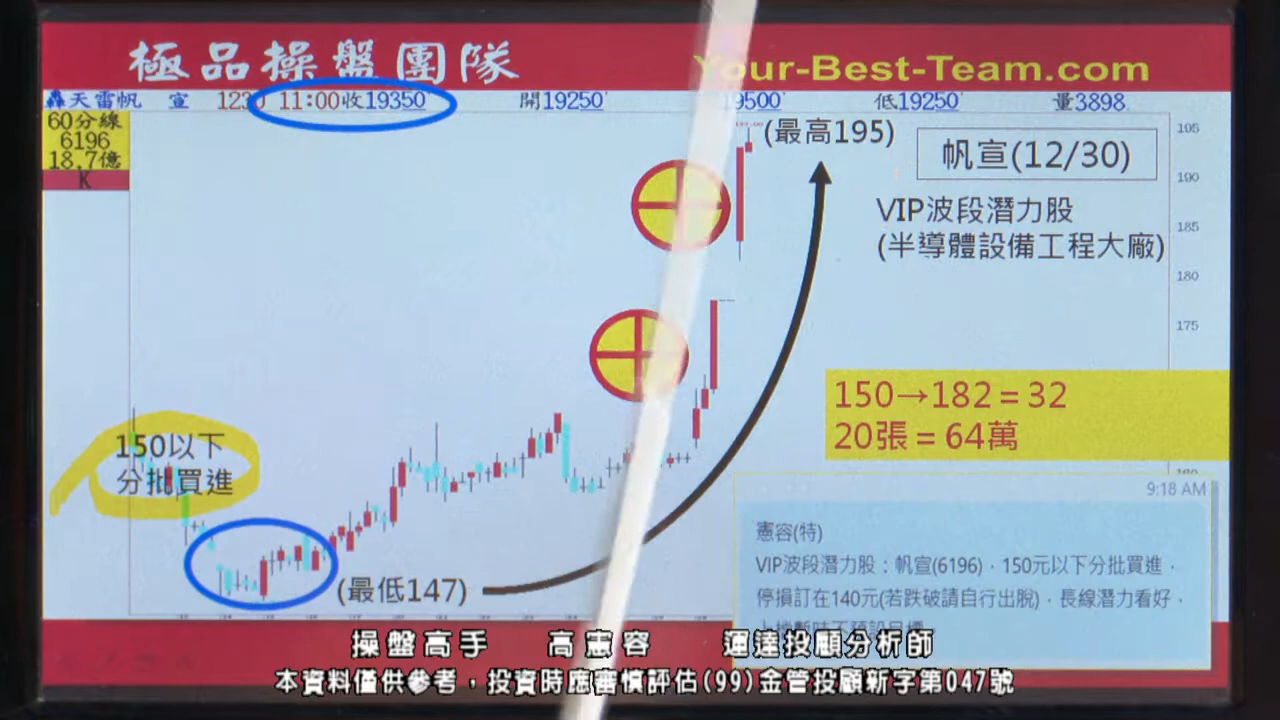 極品操盤團隊
Your-Best-Team.com
天雷帆 宣 11:00收19350 開19250 19500 低19250 量3898
60分線
6196
18.7億
K
(最高195)
帆宣(12/30)
VIP波段潛力股
(半導體設備工程大廠)
190
185
180
175
150→182＝32
20張＝64萬
150以下
分批買進
(最低147)
9:18 AM
憲容(特)
VIP波段潛力股：帆宣(6196)，150元以下分批買進，
停損訂在140元(若跌破請自行出脫)，長線潛力看好，
操盤高手 高憲容 運達投顧分析師
本資料僅供參考，投資時應審慎評估(99)金管投顧新字第047號